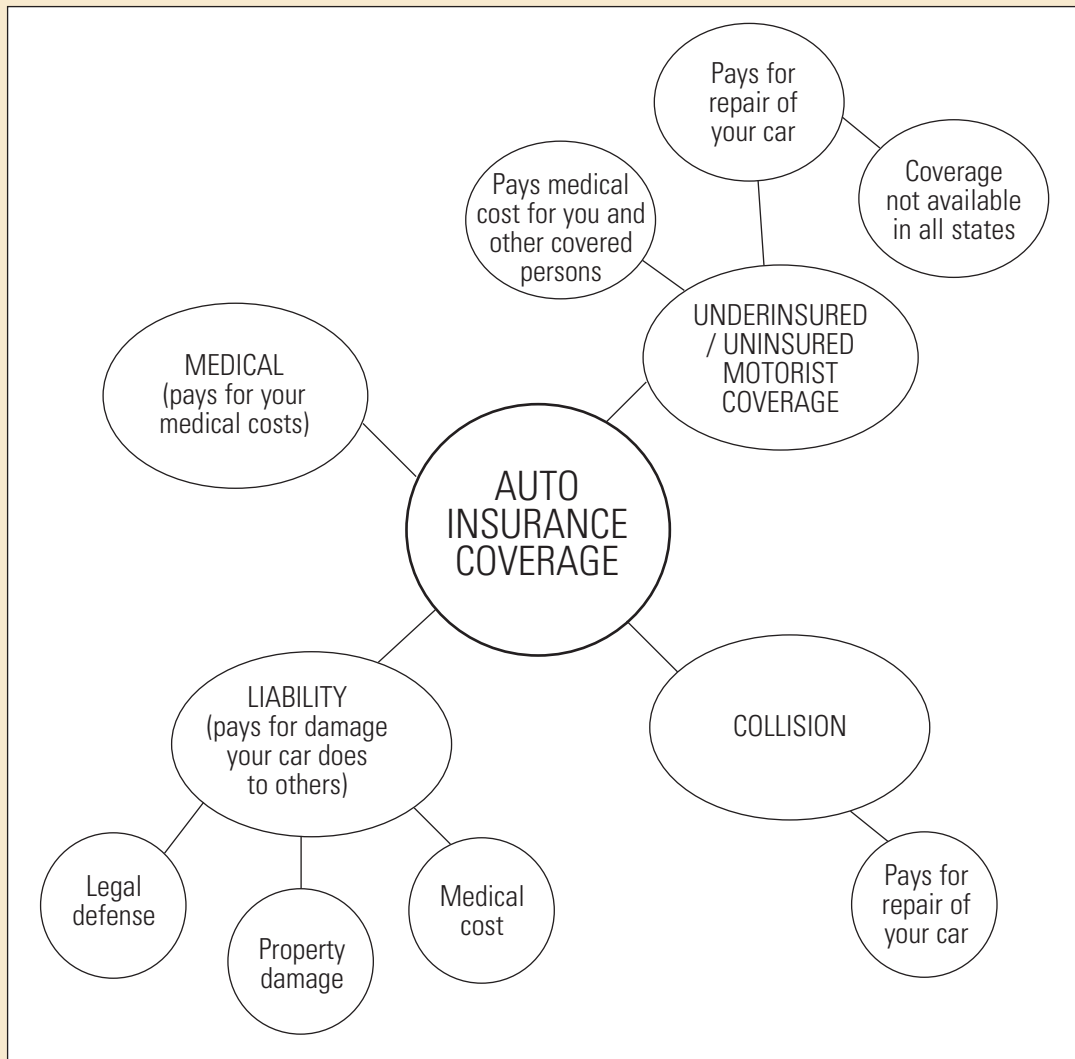 Pays for
repair of
your car
Coverage
not available
in all states
Pays medical
cost for you and
other covered
persons
UNDERINSURED
/ UNINSURED
MOTORIST
COVERAGE
MEDICAL
(pays for your
medical costs)
AUTO
INSURANCE
COVERAGE
LIABILITY
(pays for damage
your car does
to others)
COLLISION
Legal
defense
Property
damage
Medical
cost
Pays for
repair of
your car